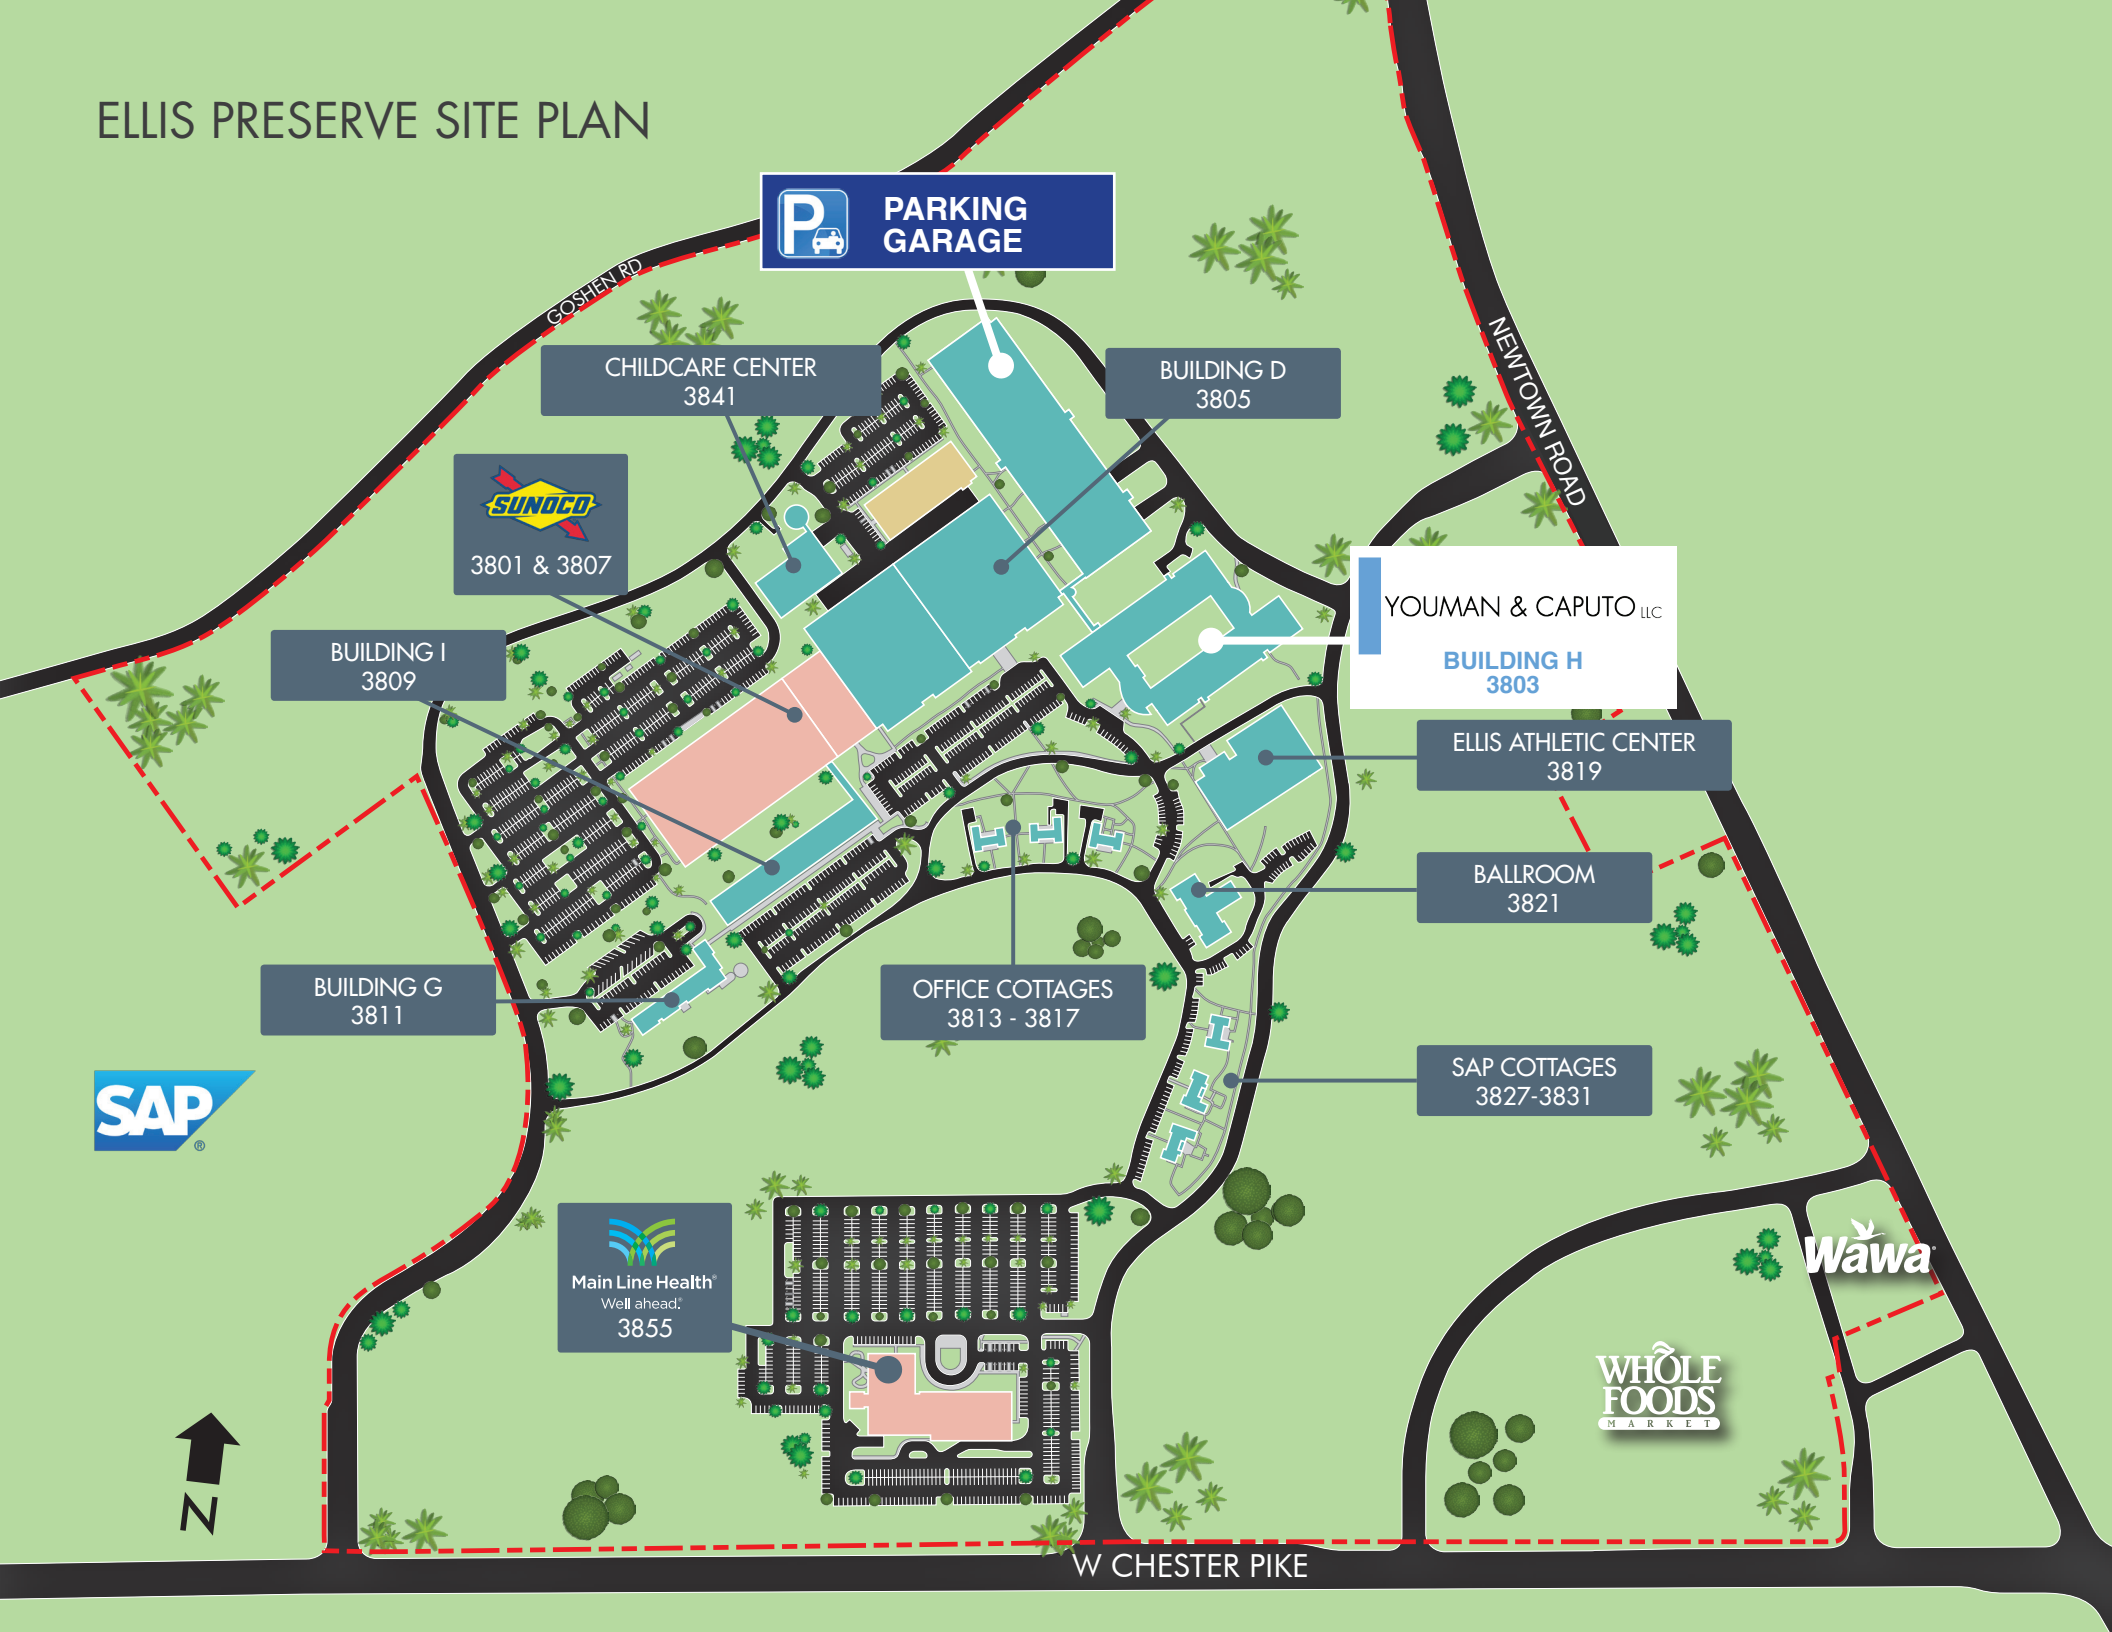 ELLIS PRESERVE SITE PLAN
P
PARKING
GARAGE
GOSHEN RD
NEWTOWN ROAD
CHILDCARE CENTER
3841
BUILDING D
3805
SUNOCO
3801 & 3807
YOUMAN & CAPUTO LLC
BUILDING H
3803
BUILDING I
3809
ELLIS ATHLETIC CENTER
3819
BALLROOM
3821
BUILDING G
3811
OFFICE COTTAGES
3813 - 3817
SAP COTTAGES
3827-3831
SAP®
Main Line Health®
Well ahead.®
3855
Wawa®
WHOLE
FOODS
MARKET
N
W CHESTER PIKE